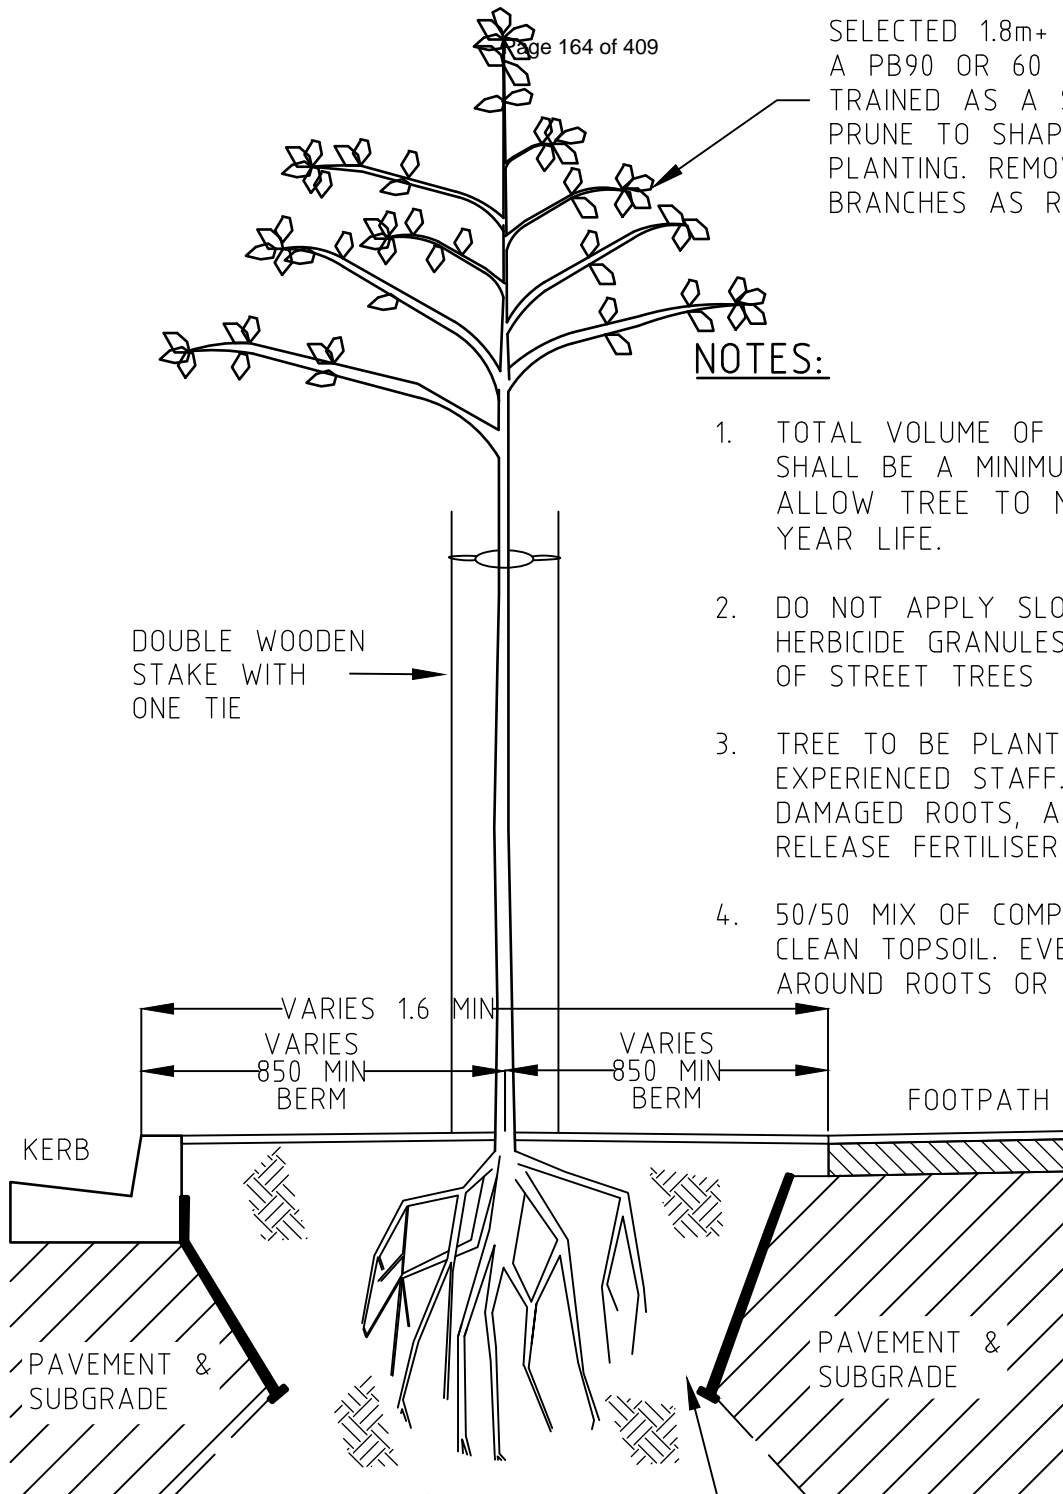 Page 164 of 409
SELECTED 1.8m+
A PB90 OR 60
TRAINED AS A
PRUNE TO SHAP
PLANTING. REMO
BRANCHES AS R
NOTES:
1. TOTAL VOLUME OF
SHALL BE A MINIMU
ALLOW TREE TO
YEAR LIFE.
2. DO NOT APPLY SLO
HERBICIDE GRANULES
OF STREET TREES
3. TREE TO BE PLANT
EXPERIENCED STAFF.
DAMAGED ROOTS, A
RELEASE FERTILISER
4. 50/50 MIX OF COMP
CLEAN TOPSOIL. EVE
AROUND ROOTS OR
DOUBLE WOODEN
STAKE WITH
ONE TIE
VARIES 1.6 MIN
VARIES
850 MIN
BERM
VARIES
850 MIN
BERM
FOOTPATH
KERB
PAVEMENT &
SUBGRADE
PAVEMENT &
SUBGRADE